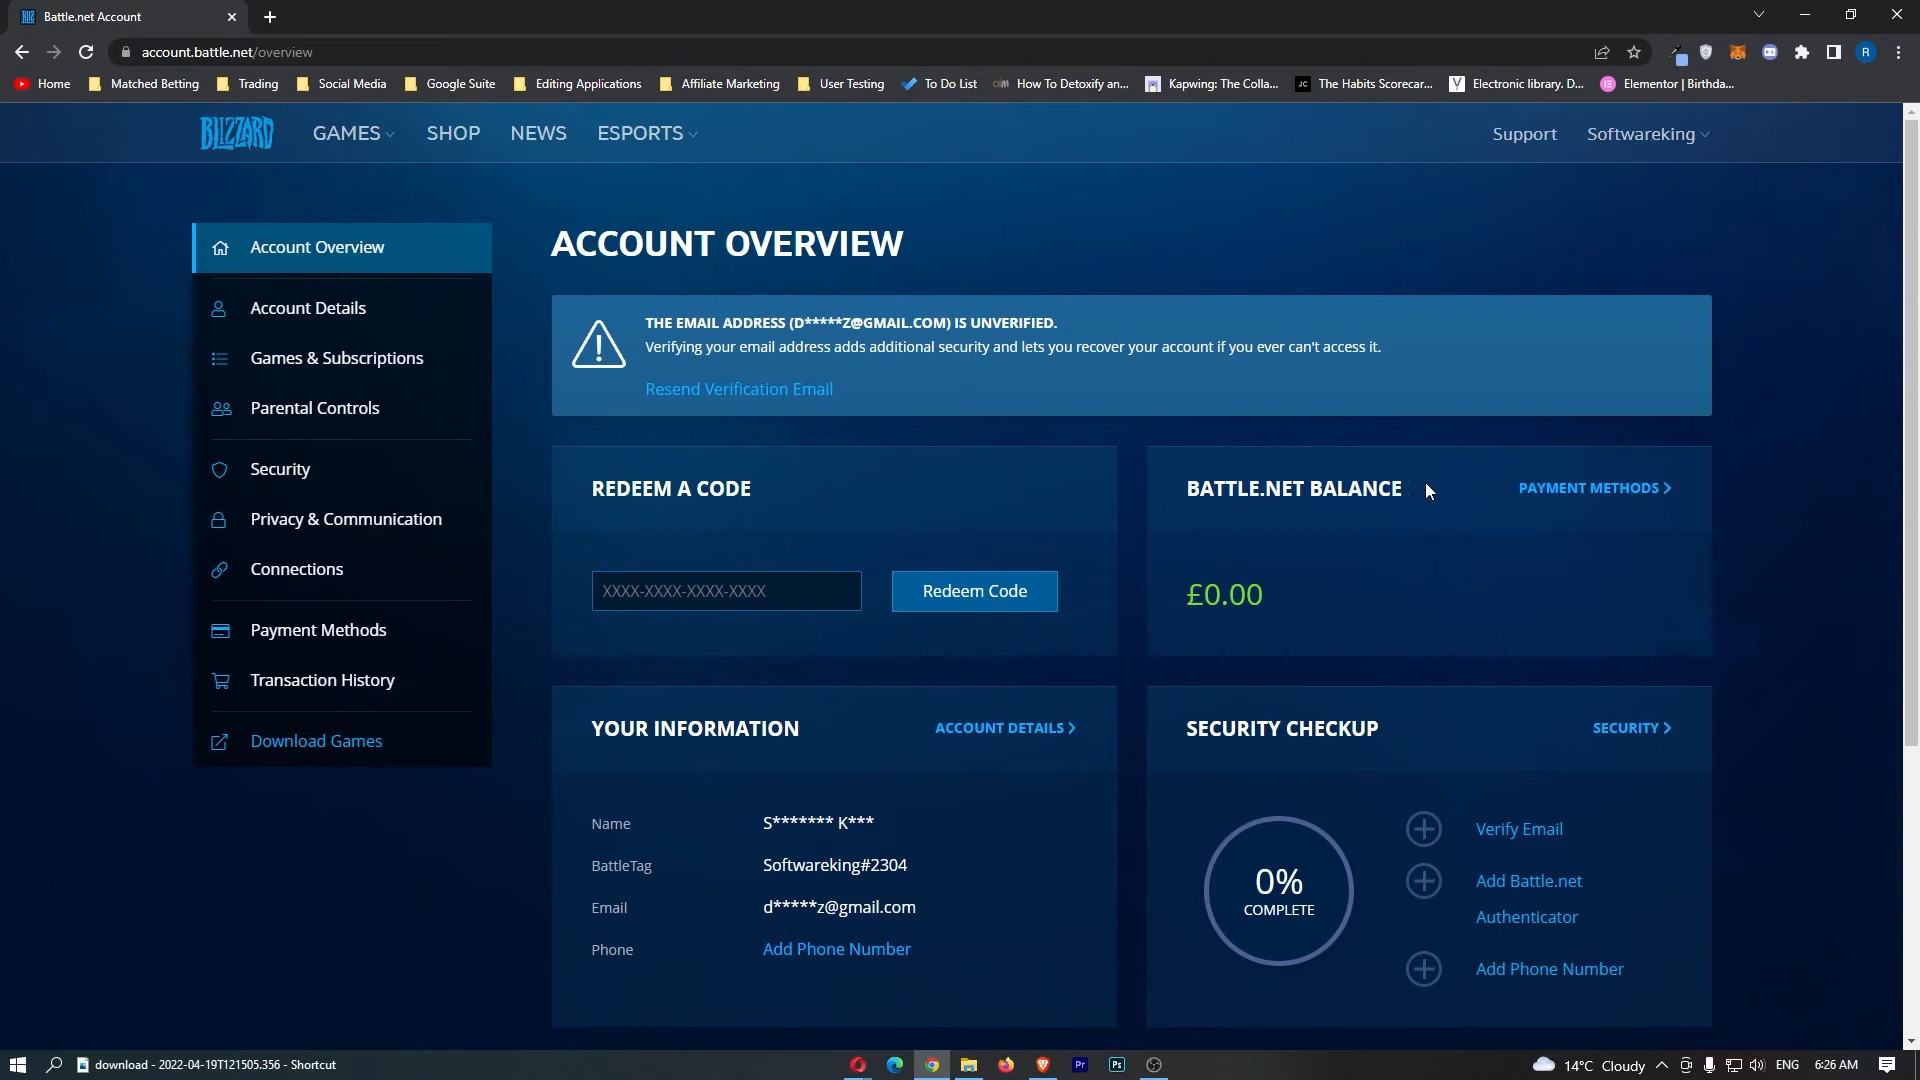 Battle.net Account
account.battle.net/overview
R
Home
Matched Betting
Trading
Social Media
Google Suite
Editing Applications
Affiliate Marketing
User Testing
To Do List
How To Detoxify an...
Kapwing: The Colla...
JC The Habits Scorecar...
Electronic library. D...
Elementor | Birthda...
BLIZZARD
GAMES
SHOP
NEWS
ESPORTS
Support
Softwareking
Account Overview
Account Details
Games & Subscriptions
Parental Controls
Security
Privacy & Communication
Connections
Payment Methods
Transaction History
Download Games
ACCOUNT OVERVIEW
THE EMAIL ADDRESS (D*****Z@GMAIL.COM) IS UNVERIFIED.
Verifying your email address adds additional security and lets you recover your account if you ever can't access it.
Resend Verification Email
REDEEM A CODE
XXXX-XXXX-XXXX-XXXX
Redeem Code
BATTLE.NET BALANCE
PAYMENT METHODS
£0.00
YOUR INFORMATION
ACCOUNT DETAILS
Name S******* K***
BattleTag Softwareking#2304
Email d*****z@gmail.com
Phone Add Phone Number
SECURITY CHECKUP
SECURITY
0%
COMPLETE
Verify Email
Add Battle.net
Authenticator
Add Phone Number
download - 2022-04-19T121505.356 - Shortcut
Pr
Ps
14°C Cloudy
ENG
6:26 AM